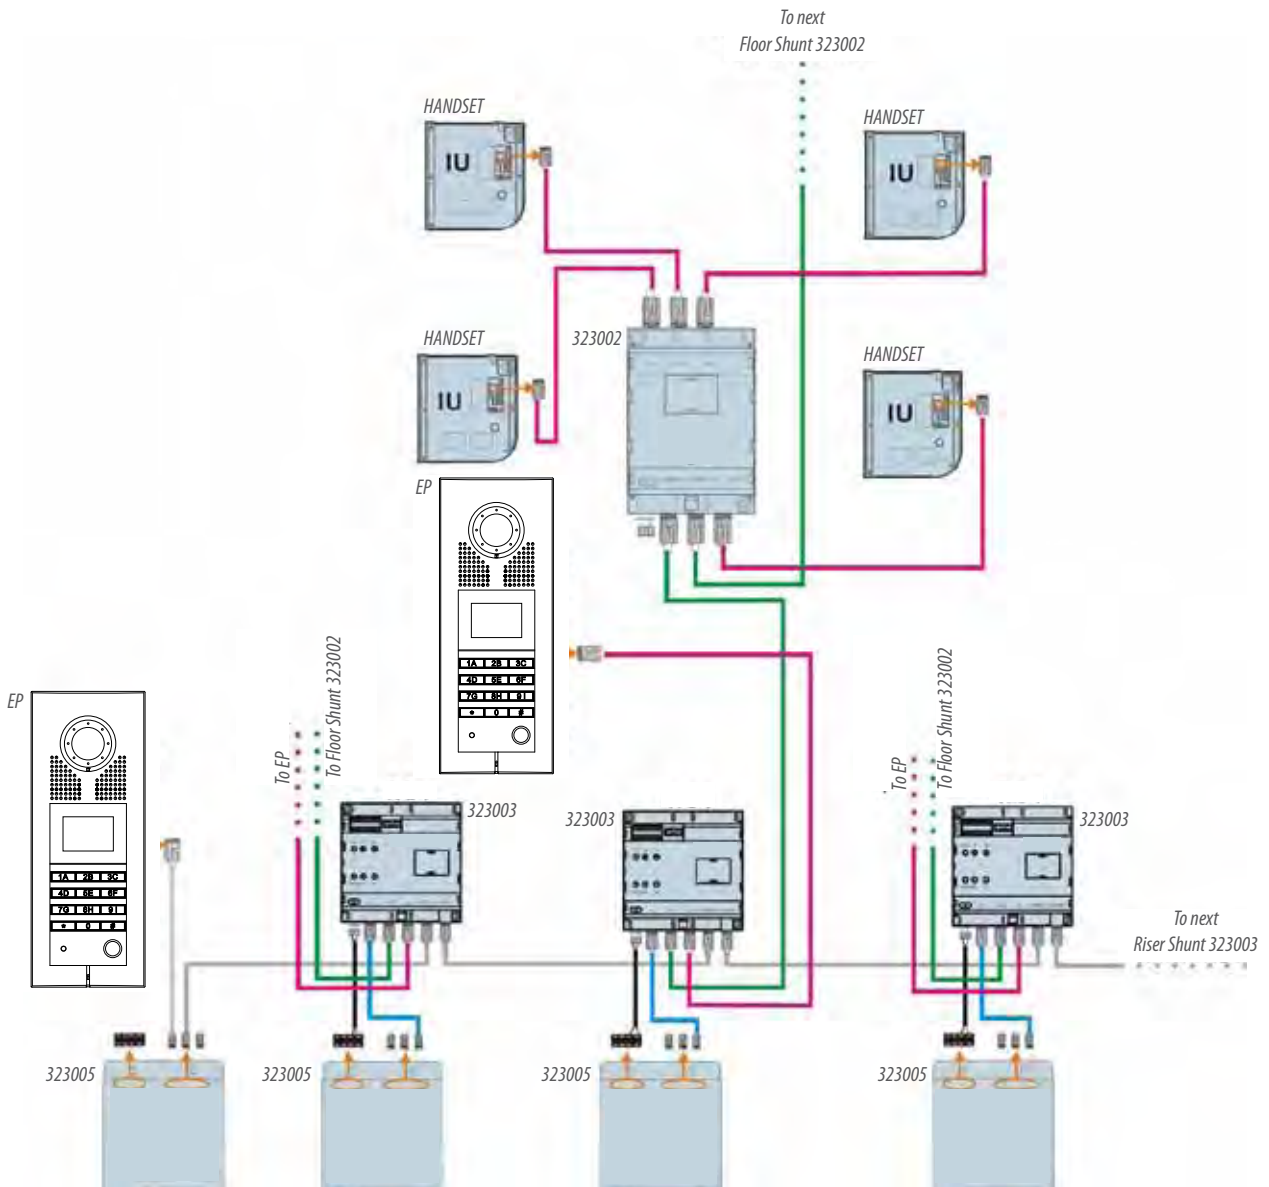 To next
Floor Shunt 323002
HANDSET
IU
HANDSET
IU
HANDSET
IU
323002
HANDSET
IU
EP
1A 2B 3C
4D 5E 6F
7G 8H 9I
* 0 #
EP
1A 2B 3C
4D 5E 6F
7G 8H 9I
* 0 #
To EP
To Floor Shunt 323002
323003
323003
To EP
To Floor Shunt 323002
323003
To next
Riser Shunt 323003
323005
323005
323005
323005